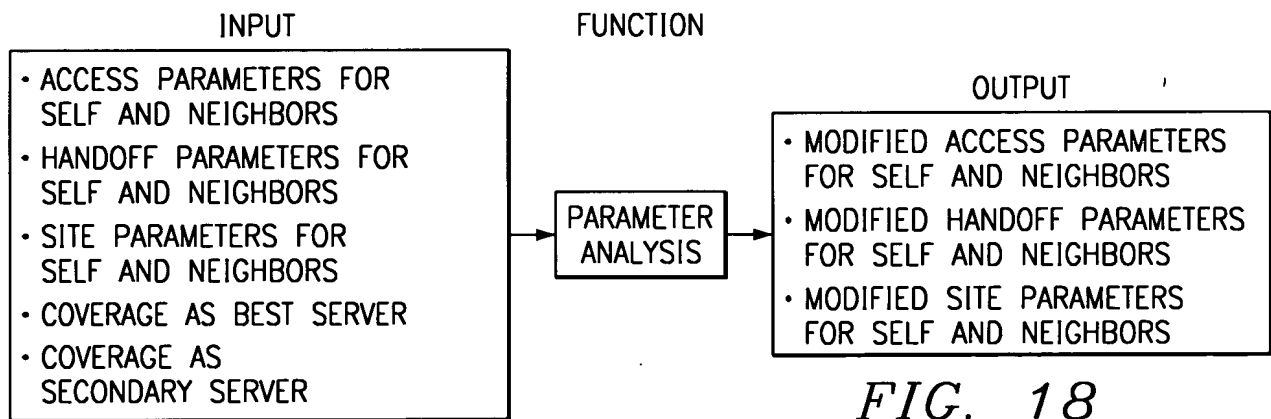 INPUT
• ACCESS PARAMETERS FOR
SELF AND NEIGHBORS
• HANDOFF PARAMETERS FOR
SELF AND NEIGHBORS
• SITE PARAMETERS FOR
SELF AND NEIGHBORS
• COVERAGE AS BEST SERVER
• COVERAGE AS
SECONDARY SERVER
FUNCTION
PARAMETER
ANALYSIS
OUTPUT
• MODIFIED ACCESS PARAMETERS
FOR SELF AND NEIGHBORS
• MODIFIED HANDOFF PARAMETERS
FOR SELF AND NEIGHBORS
• MODIFIED SITE PARAMETERS
FOR SELF AND NEIGHBORS
FIG. 18